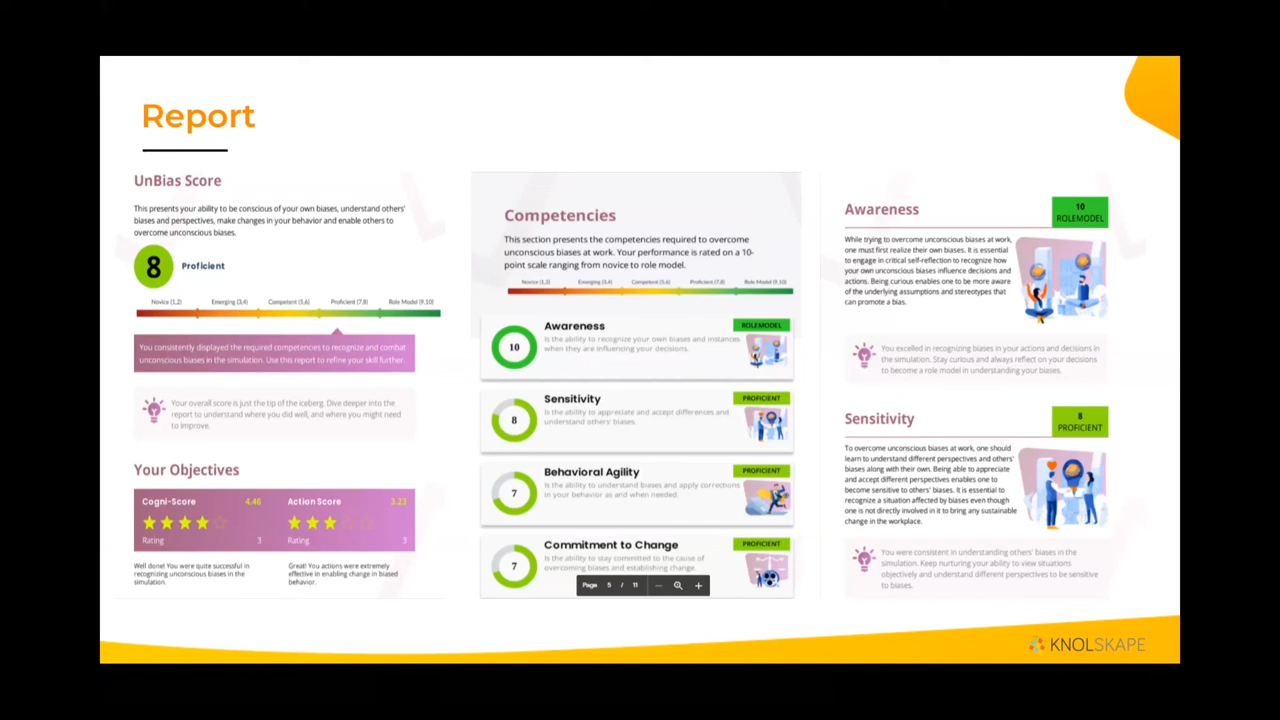 Report
UnBias Score
This presents your ability to be conscious of your own biases, understand others'
biases and perspectives, make changes in your behavior and enable others to
overcome unconscious biases.
8
Proficient
Novice (1,2)
Emerging (3,4)
Competent (5,6)
Proficient (7,8)
Role Model (9,10)
You consistently displayed the required competencies to recognize and combat
unconscious biases in the simulation. Use this report to refine your skill further.
Your overall score is just the tip of the iceberg. Dive deeper into the
report to understand where you did well, and where you might need
to improve.
Your Objectives
Cogni-Score 4.46
Rating 3
Action Score 3.23
Rating 3
Well done! You were quite successful in
recognizing unconscious biases in the
simulation.
Great! You actions were extremely
effective in enabling change in biased
behavior.
Competencies
This section presents the competencies required to overcome
unconscious biases at work. Your performance is rated on a 10-
point scale ranging from novice to role model.
Novice (1,2)
Emerging (3,4)
Competent (5,6)
Proficient (7,8)
Role Model (9,10)
10
Awareness
ROLEMODEL
Is the ability to recognize your own biases and instances
when they are influencing your decisions.
8
Sensitivity
PROFICIENT
Is the ability to appreciate and accept differences and
understand others' biases.
7
Behavioral Agility
PROFICIENT
Is the ability to understand biases and apply corrections
in your behavior as and when needed.
7
Commitment to Change
PROFICIENT
Is the ability to stay committed to the cause of
overcoming biases and establishing change.
Page 5 / 11
Awareness
10
ROLEMODEL
While trying to overcome unconscious biases at work,
one must first realize their own biases. It is essential
to engage in critical self-reflection to recognize how
your own unconscious biases influence decisions and
actions. Being curious enables one to be more aware
of the underlying assumptions and stereotypes that
can promote a bias.
You excelled in recognizing biases in your actions and decisions in
the simulation. Stay curious and always reflect on your decisions
to become a role model in understanding your biases.
Sensitivity
8
PROFICIENT
To overcome unconscious biases at work, one should
learn to understand different perspectives and others'
biases along with their own. Being able to appreciate
and accept different perspectives enables one to
become sensitive to others' biases. It is essential to
recognize a situation affected by biases even though
one is not directly involved in it to bring any sustainable
change in the workplace.
You were consistent in understanding others' biases in the
simulation. Keep nurturing your ability to view situations
objectively and understand different perspectives to be sensitive
to biases.
KNOLSKAPE